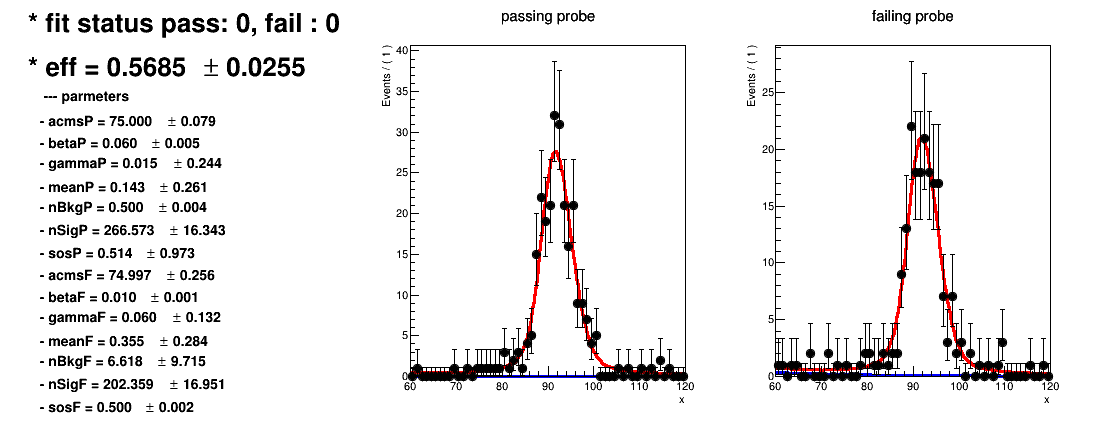 * fit status pass: 0, fail : 0
* eff = 0.5685 ± 0.0255
--- parmeters
- acmsP = 75.000 ± 0.079
- betaP = 0.060 ± 0.005
- gammaP = 0.015 ± 0.244
- meanP = 0.143 ± 0.261
- nBkgP = 0.500 ± 0.004
- nSigP = 266.573 ± 16.343
- sosP = 0.514 ± 0.973
- acmsF = 74.997 ± 0.256
- betaF = 0.010 ± 0.001
- gammaF = 0.060 ± 0.132
- meanF = 0.355 ± 0.284
- nBkgF = 6.618 ± 9.715
- nSigF = 202.359 ± 16.951
- sosF = 0.500 ± 0.002
passing probe
Events / ( 1 )
40
35
30
25
20
15
10
5
0
60 70 80 90 100 110 120
x
failing probe
Events / ( 1 )
25
20
15
10
5
0
60 70 80 90 100 110 120
x